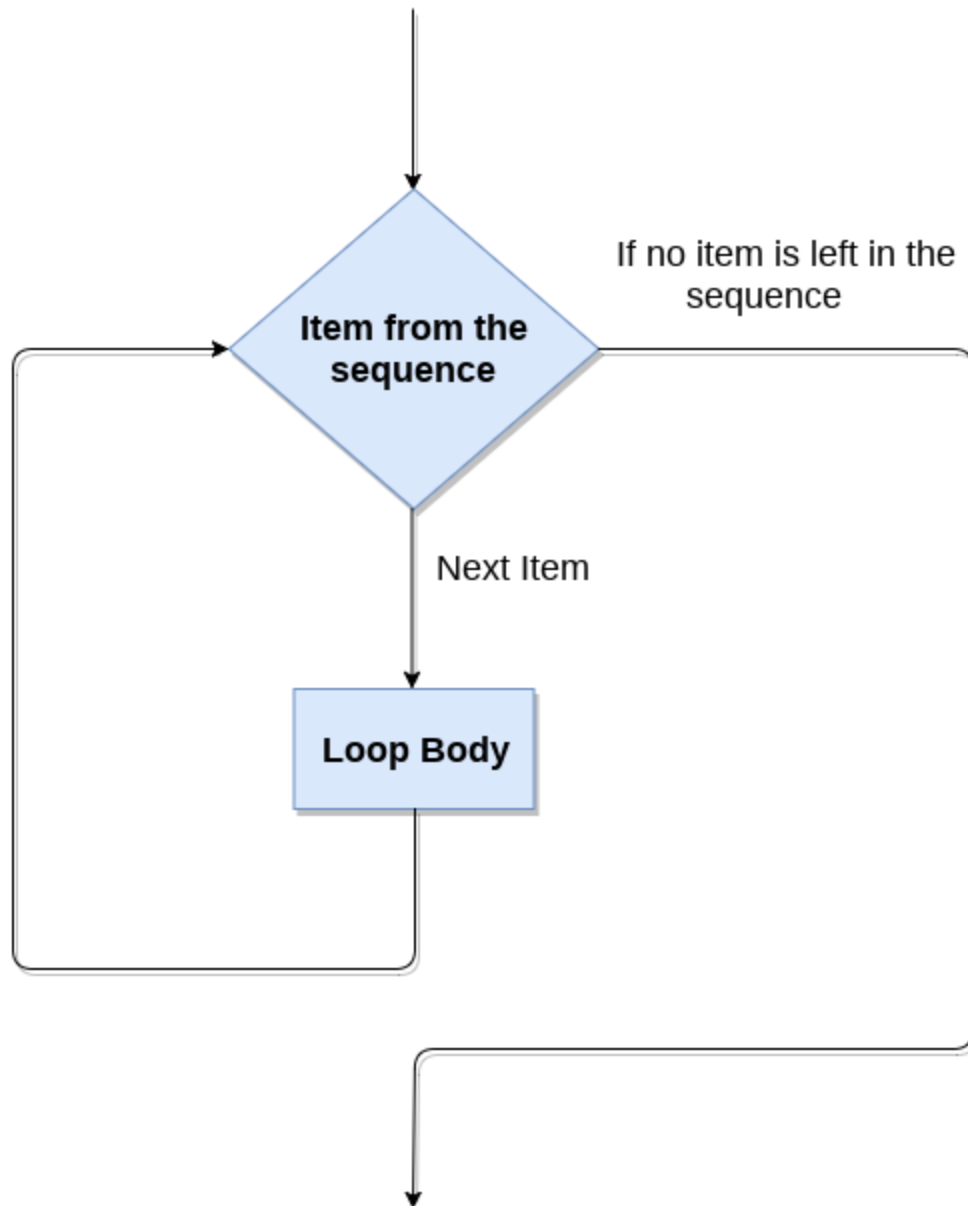 If no item is left in the
sequence
Item from the
sequence
Next Item
Loop Body